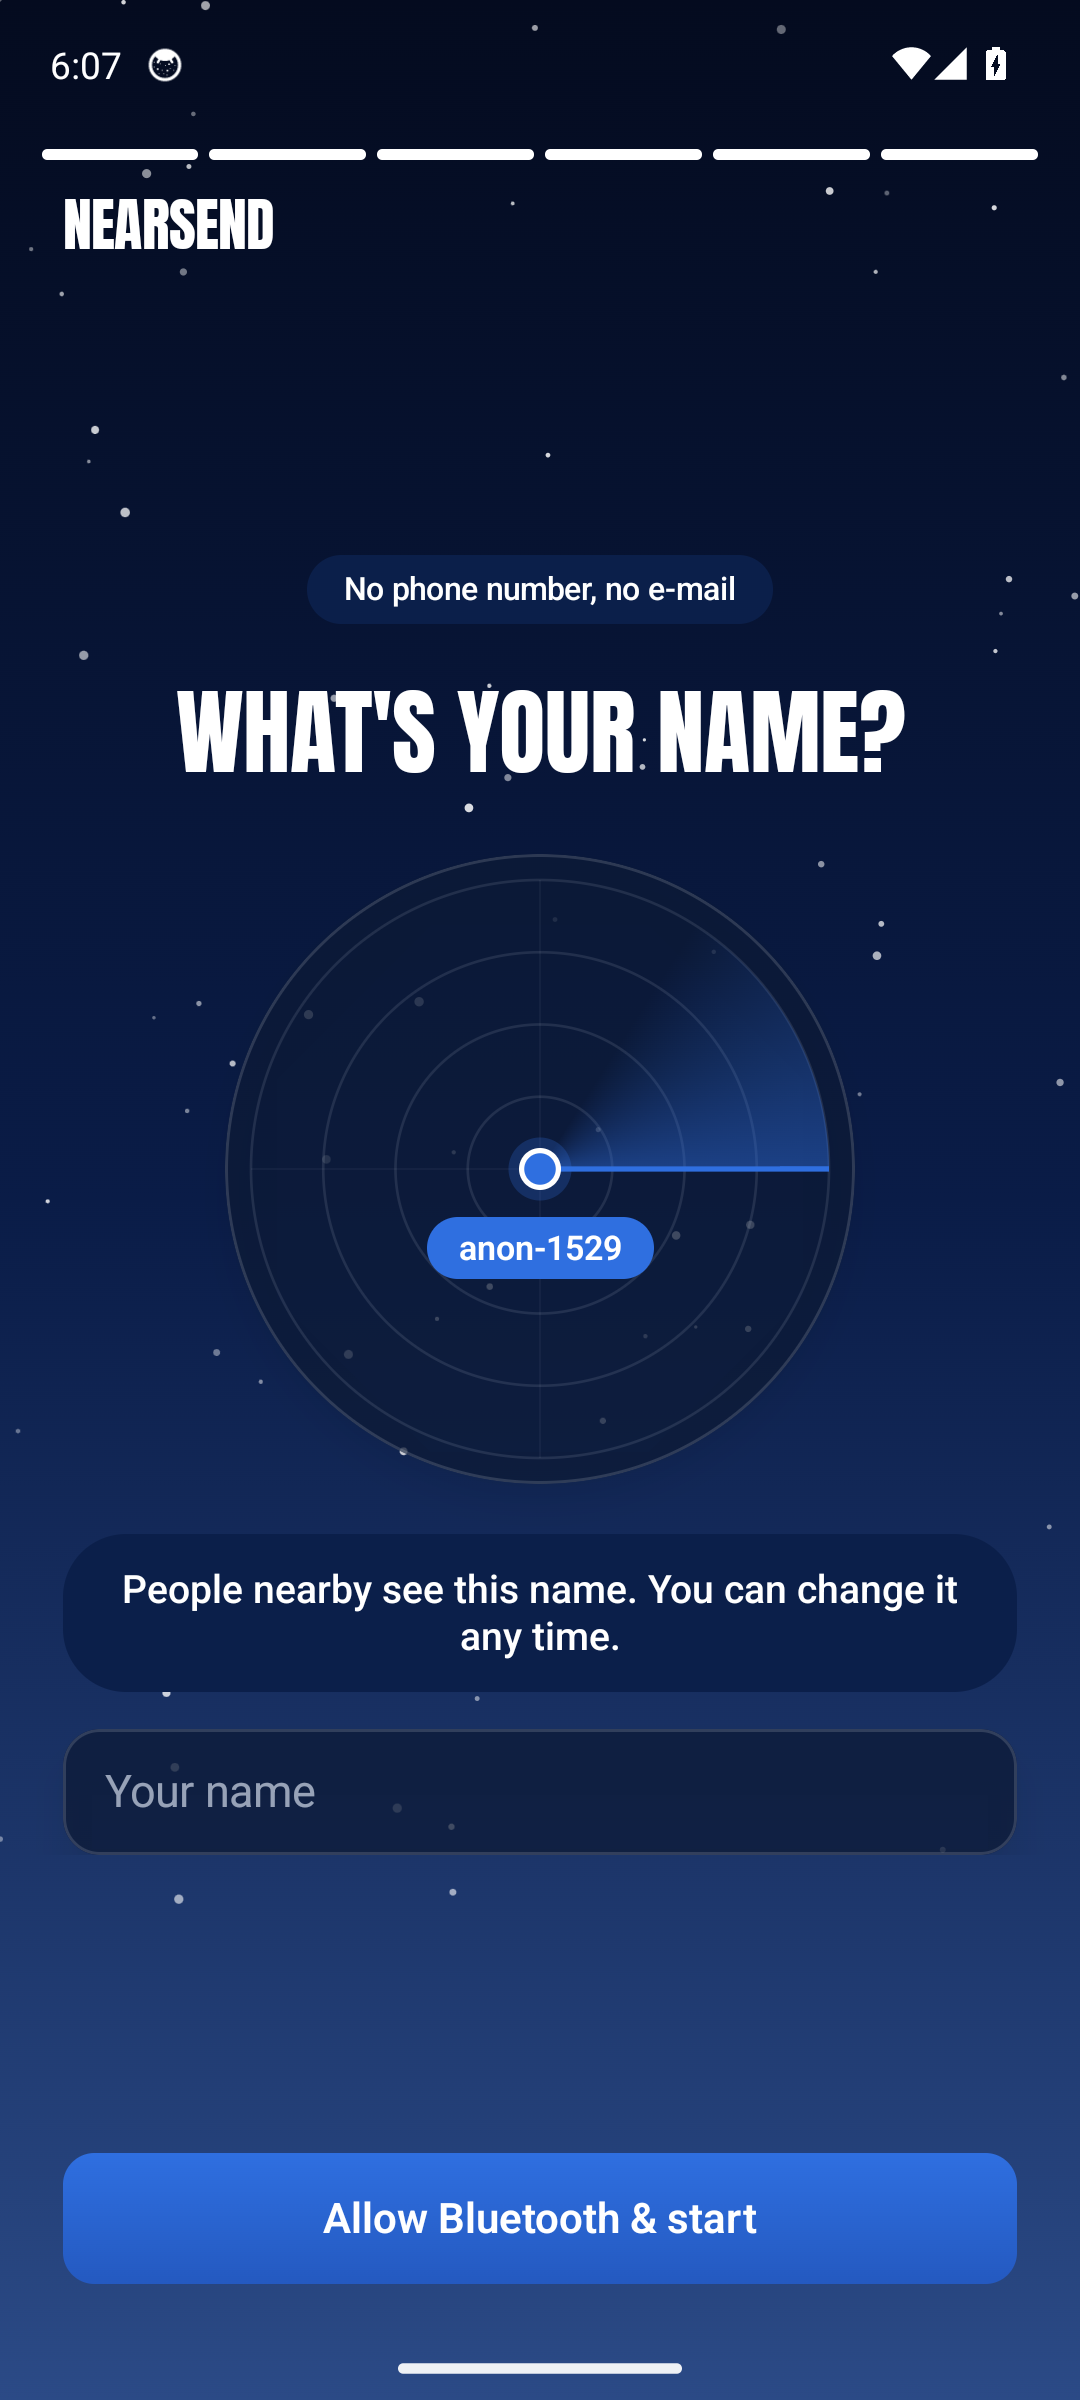 6:07
NEARSEND
No phone number, no e-mail
WHAT'S YOUR NAME?
anon-1529
People nearby see this name. You can change it
any time.
Your name
Allow Bluetooth & start